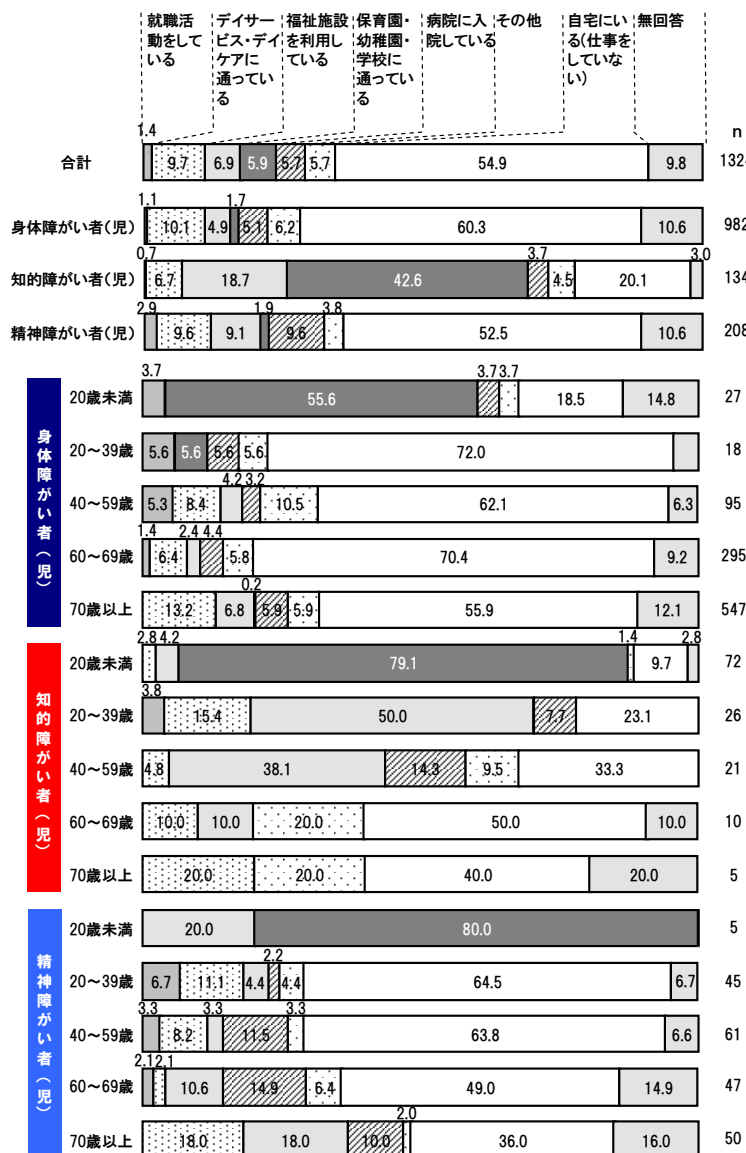 就職活動をしている
デイサービス・デイケアに通っている
福祉施設を利用している
保育園・幼稚園・学校に通っている
病院に入院している
その他
自宅にいる(仕事をしていない)
無回答
n
合計 1.4 9.7 6.9 5.9 5.7 5.7 54.9 9.8
身体障がい者(児) 1.1 10.1 4.9 1.7 5.1 6.2 60.3 10.6 982
知的障がい者(児) 0.7 6.7 18.7 42.6 3.7 4.5 20.1 3.0 134
精神障がい者(児) 2.9 9.6 9.1 1.9 9.6 3.8 52.5 10.6 208
身体障がい者(児)
20歳未満 3.7 55.6 3.7 3.7 18.5 14.8 27
20~39歳 5.6 5.6 5.6 5.6 72.0 18
40~59歳 5.3 8.4 4.2 3.2 10.5 62.1 6.3 95
60~69歳 1.4 6.4 2.4 4.4 5.8 70.4 9.2 295
70歳以上 13.2 6.8 0.2 5.9 5.9 55.9 12.1 547
知的障がい者(児)
20歳未満 2.8 4.2 79.1 1.4 9.7 2.8 72
20~39歳 3.8 15.4 50.0 7.7 23.1 26
40~59歳 4.8 38.1 14.3 9.5 33.3 21
60~69歳 10.0 10.0 20.0 50.0 10.0 10
70歳以上 20.0 20.0 40.0 20.0 5
精神障がい者(児)
20歳未満 20.0 80.0 5
20~39歳 6.7 11.1 4.4 2.2 4.4 64.5 6.7 45
40~59歳 3.3 8.2 3.3 11.5 3.3 63.8 6.6 61
60~69歳 2.1 2.1 10.6 14.9 6.4 49.0 14.9 47
70歳以上 18.0 18.0 10.0 2.0 36.0 16.0 50